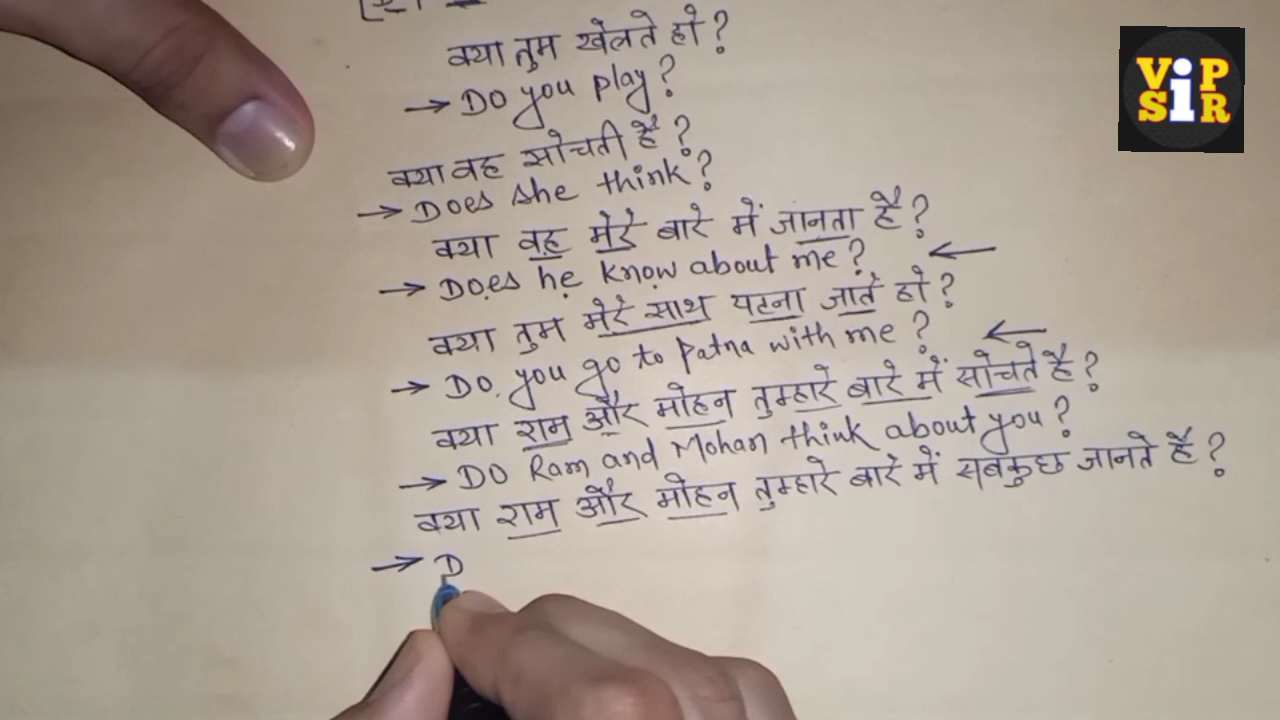 क्या तुम खेलते हो?
→ Do you play?
क्या वह सोचती है?
→ Does she think?
क्या वह मेरे बारे में जानता है?
→ Does he know about me? ←
क्या तुम मेरे साथ पटना जाते हो?
→ Do you go to Patna with me? ←
क्या राम और मोहन तुम्हारे बारे में सोचते है?
→ Do Ram and Mohan think about you?
क्या राम और मोहन तुम्हारे बारे में सबकुछ जानते है?
→ D
ViP
SiR